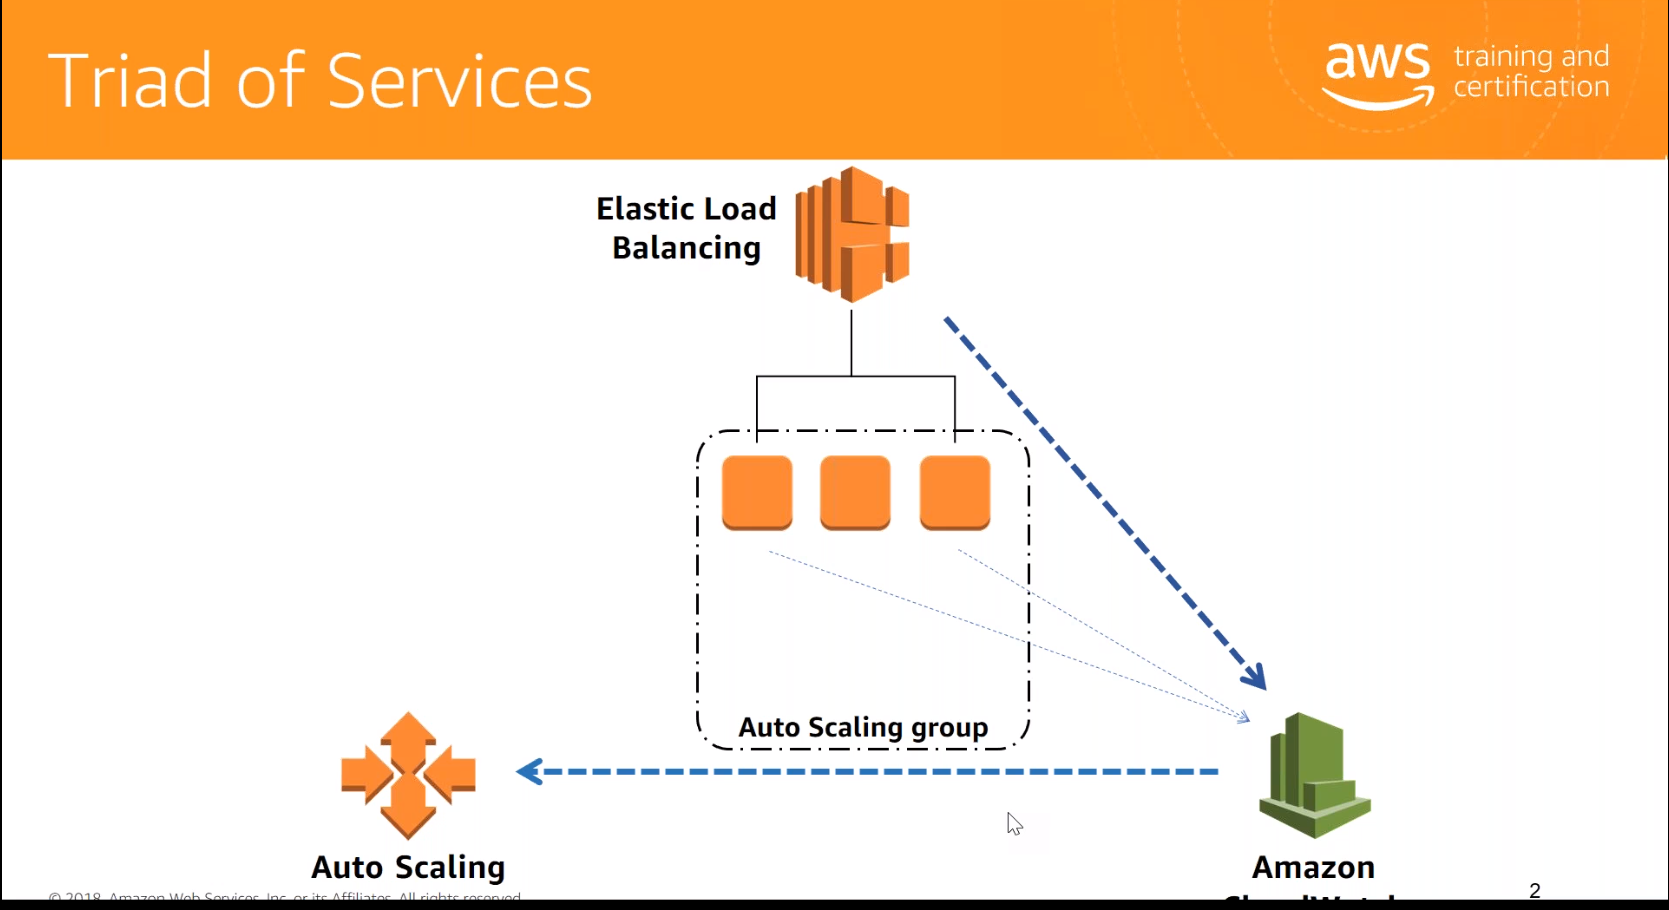 Triad of Services
aws
training and
certification
Elastic Load
Balancing
Auto Scaling group
Auto Scaling
Amazon
CloudWatch
© 2018, Amazon Web Services, Inc. or its Affiliates. All rights reserved.
2